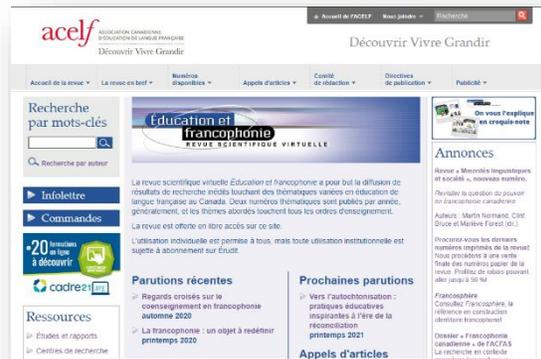 Accueil de l'ACELF Nous joindre Recherche
acelf ASSOCIATION CANADIENNE
D'ÉDUCATION DE LANGUE FRANÇAISE
Découvrir Vivre Grandir
Découvrir Vivre Grandir
Accueil de la revue La revue en bref Numéros disponibles Appels d'articles Comité de rédaction Directives de publication Publicité
Recherche
par mots-clés
Recherche par auteur
Infolettre
Commandes
+20 formations
en ligne
à découvrir
cadre21
Ressources
Études et rapports
Centres de recherche
Éducation et
francophonie
REVUE SCIENTIFIQUE VIRTUELLE
La revue scientifique virtuelle Éducation et francophonie a pour but la diffusion de
résultats de recherche inédits touchant des thématiques variées en éducation de
langue française au Canada. Deux numéros thématiques sont publiés par année,
généralement, et les thèmes abordés touchent tous les ordres d'enseignement.
La revue est offerte en libre accès sur ce site.
L'utilisation individuelle est permise à tous, mais toute utilisation institutionnelle est
sujette à abonnement sur Érudit.
Parutions récentes
Regards croisés sur le
coenseignement en francophonie
automne 2020
La francophonie : un objet à redéfinir
printemps 2020
Prochaines parutions
Vers l'autochtonisation :
pratiques éducatives
inspirantes à l'ère de la
réconciliation
printemps 2021
Appels d'articles
On vous l'explique
en croquis-note
Annonces
Revue « Minorités linguistiques
et société », nouveau numéro.
Revisiter la question du pouvoir
en francophonie canadienne
Auteurs : Martin Normand, Clint
Bruce et Marième Forest (dir.)
Procurez-vous les derniers
numéros imprimés de la revue!
Nous procédons à une vente
finale des numéros papier de la
revue. Profitez de rabais pouvant
aller jusqu'à 50 %!
Francosphère
Consultez Francosphère, la
référence en construction
identitaire francophone!
Dossier « Francophonie
canadienne » de l'ACFAS
La recherche en contexte